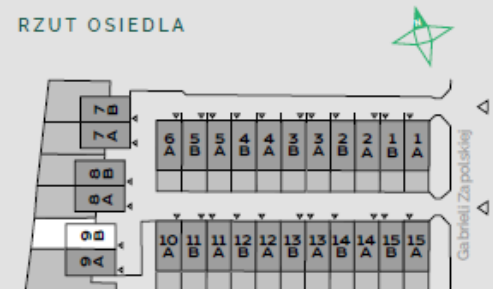 RZUT OSIEDLA
N
7B
7A
8B
8A
9B
9A
6A 5B 5A 4B 4A 3B 3A 2B 2A 1B 1A
10A 11B 11A 12B 12A 13B 13A 14B 14A 15B 15A
Gabrieli Zapolskiej